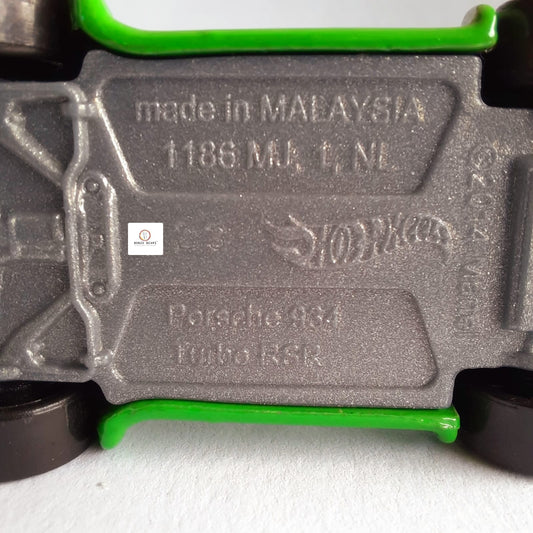 made in MALAYSIA
1186 MJ, 1, NL
Hot Wheels
Porsche 934
Turbo RSR